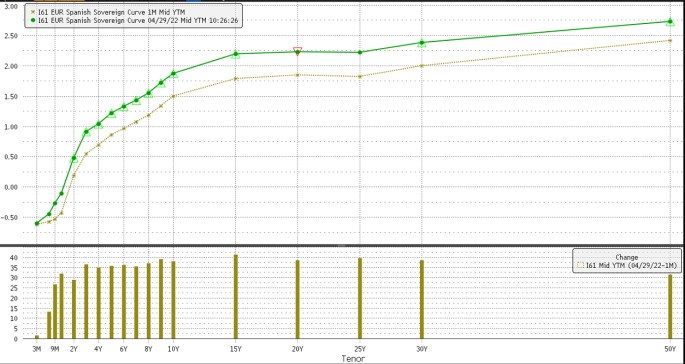 3.00
I61 EUR Spanish Sovereign Curve 1M Mid YTM
I61 EUR Spanish Sovereign Curve 04/29/22 Mid YTM 10:26:26
2.50
2.00
1.50
1.00
0.50
0.00
-0.50
Change
I61 Mid YTM (04/29/22-1M)
40
35
30
25
20
15
10
5
0
3M 9M 2Y 4Y 6Y 8Y 10Y 15Y 20Y 25Y 30Y 50Y
Tenor